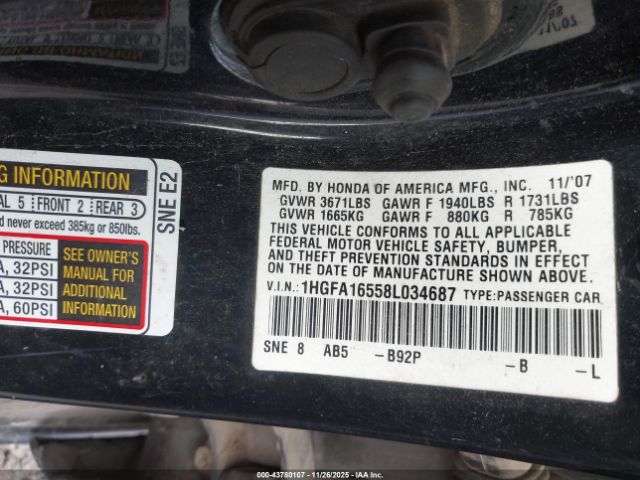 11/'07
G INFORMATION
AL 5 FRONT 2 REAR 3
d never exceed 385kg or 850lbs.
PRESSURE
A, 32PSI
A, 32PSI
A, 60PSI
SEE OWNER'S
MANUAL FOR
ADDITIONAL
INFORMATION
SNE E2
MFD. BY HONDA OF AMERICA MFG., INC. 11/'07
GVWR 3671LBS GAWR F 1940LBS R 1731LBS
GVWR 1665KG GAWR F 880KG R 785KG
THIS VEHICLE CONFORMS TO ALL APPLICABLE
FEDERAL MOTOR VEHICLE SAFETY, BUMPER,
AND THEFT PREVENTION STANDARDS IN EFFECT
ON THE DATE OF MANUFACTURE SHOWN ABOVE.
V.I.N.: 1HGFA16558L034687 TYPE:PASSENGER CAR
SNE 8 AB5 -B92P -B -L
000-43780107 - 11/26/2025 - IAAI.COM